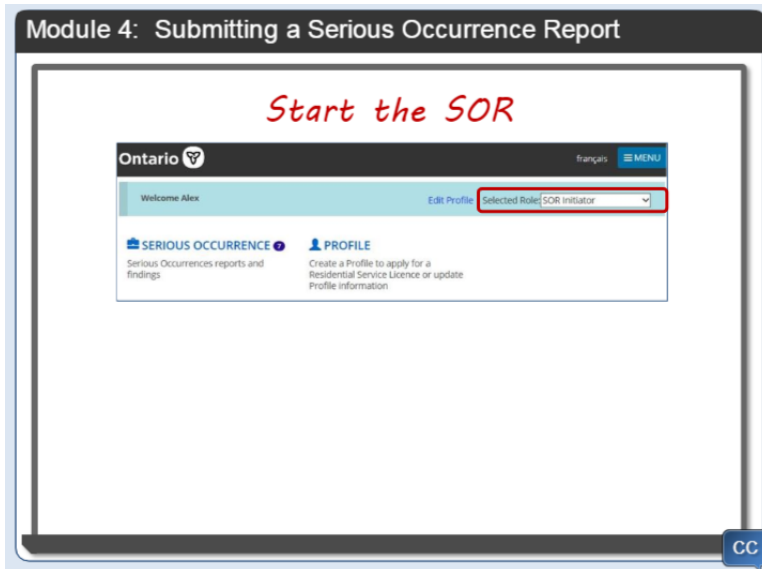 Module 4: Submitting a Serious Occurrence Report
Start the SOR
Ontario
français
MENU
Welcome Alex
Edit Profile
Selected Role:
SOR Initiator
SERIOUS OCCURRENCE 7
Serious Occurrences reports and
findings
PROFILE
Create a Profile to apply for a
Residential Service Licence or update
Profile information
CC